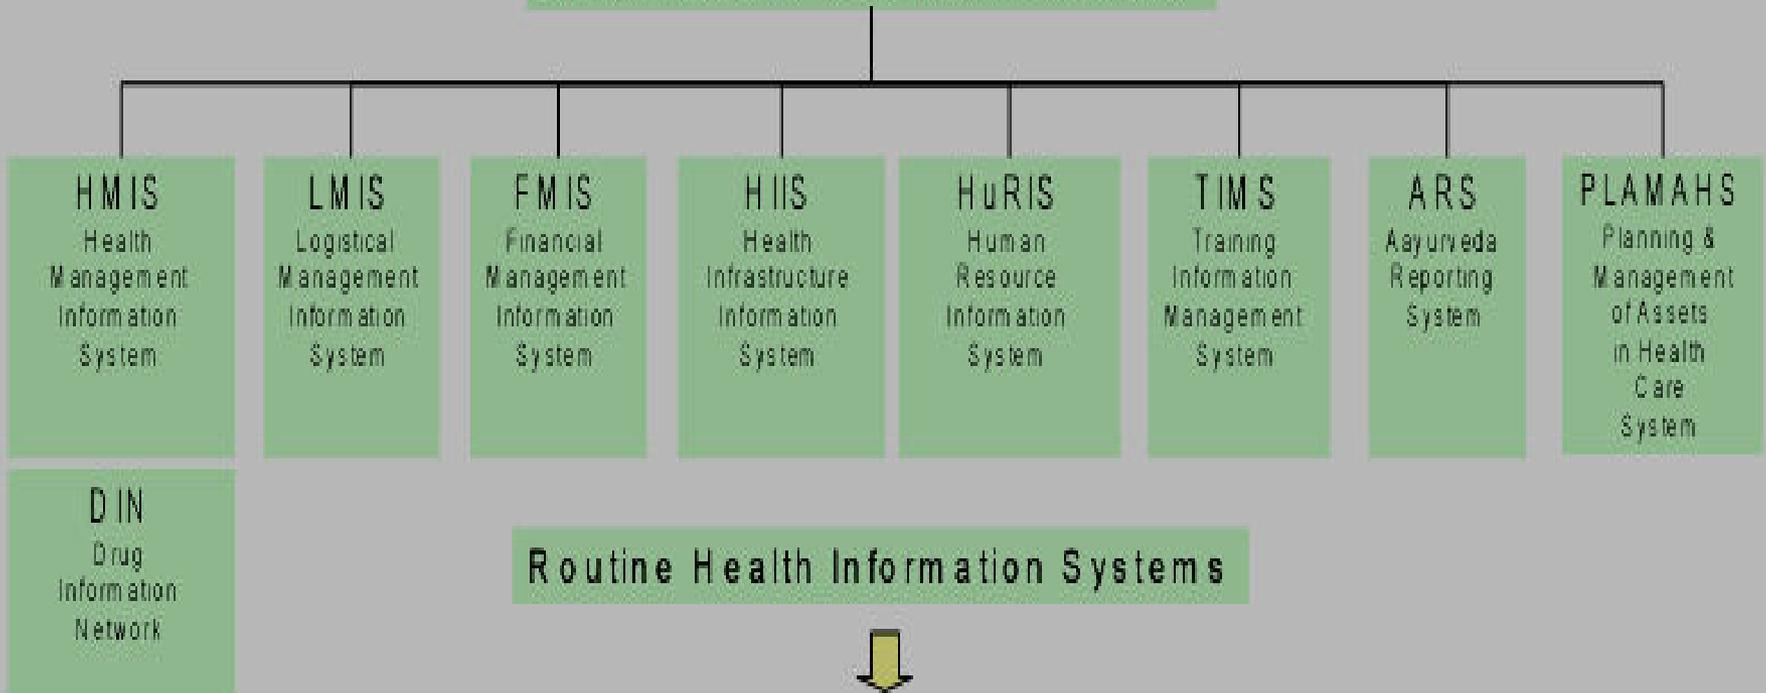 HMIS
Health
Management
Information
System
LMIS
Logistical
Management
Information
System
FMIS
Financial
Management
Information
System
HIIS
Health
Infrastructure
Information
System
HuRIS
Human
Resource
Information
System
TIMS
Training
Information
Management
System
ARS
Aayurveda
Reporting
System
PLAMAHS
Planning &
Management
of Assets
in Health
Care
System
DIN
Drug
Information
Network
Routine Health Information Systems